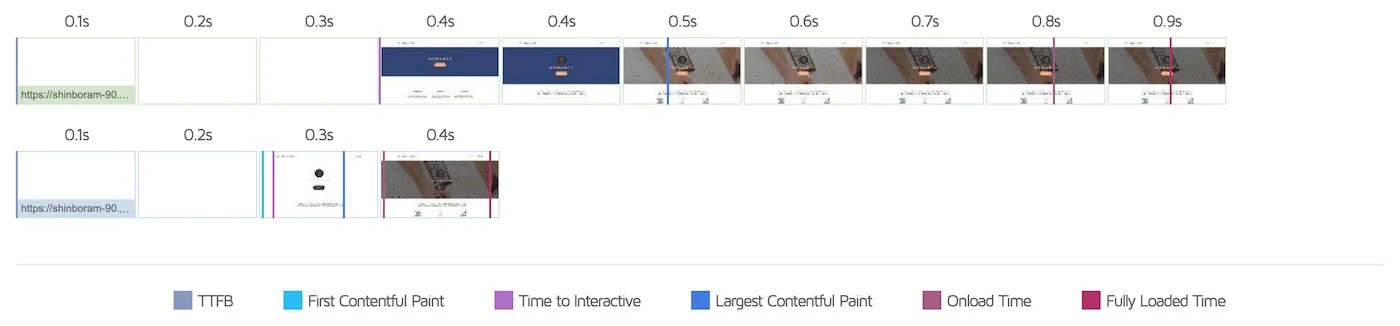 0.1s 0.2s 0.3s 0.4s 0.4s 0.5s 0.6s 0.7s 0.8s 0.9s
https://shinboram-90....
0.1s 0.2s 0.3s 0.4s
https://shinboram-90....
TTFB First Contentful Paint Time to Interactive Largest Contentful Paint Onload Time Fully Loaded Time